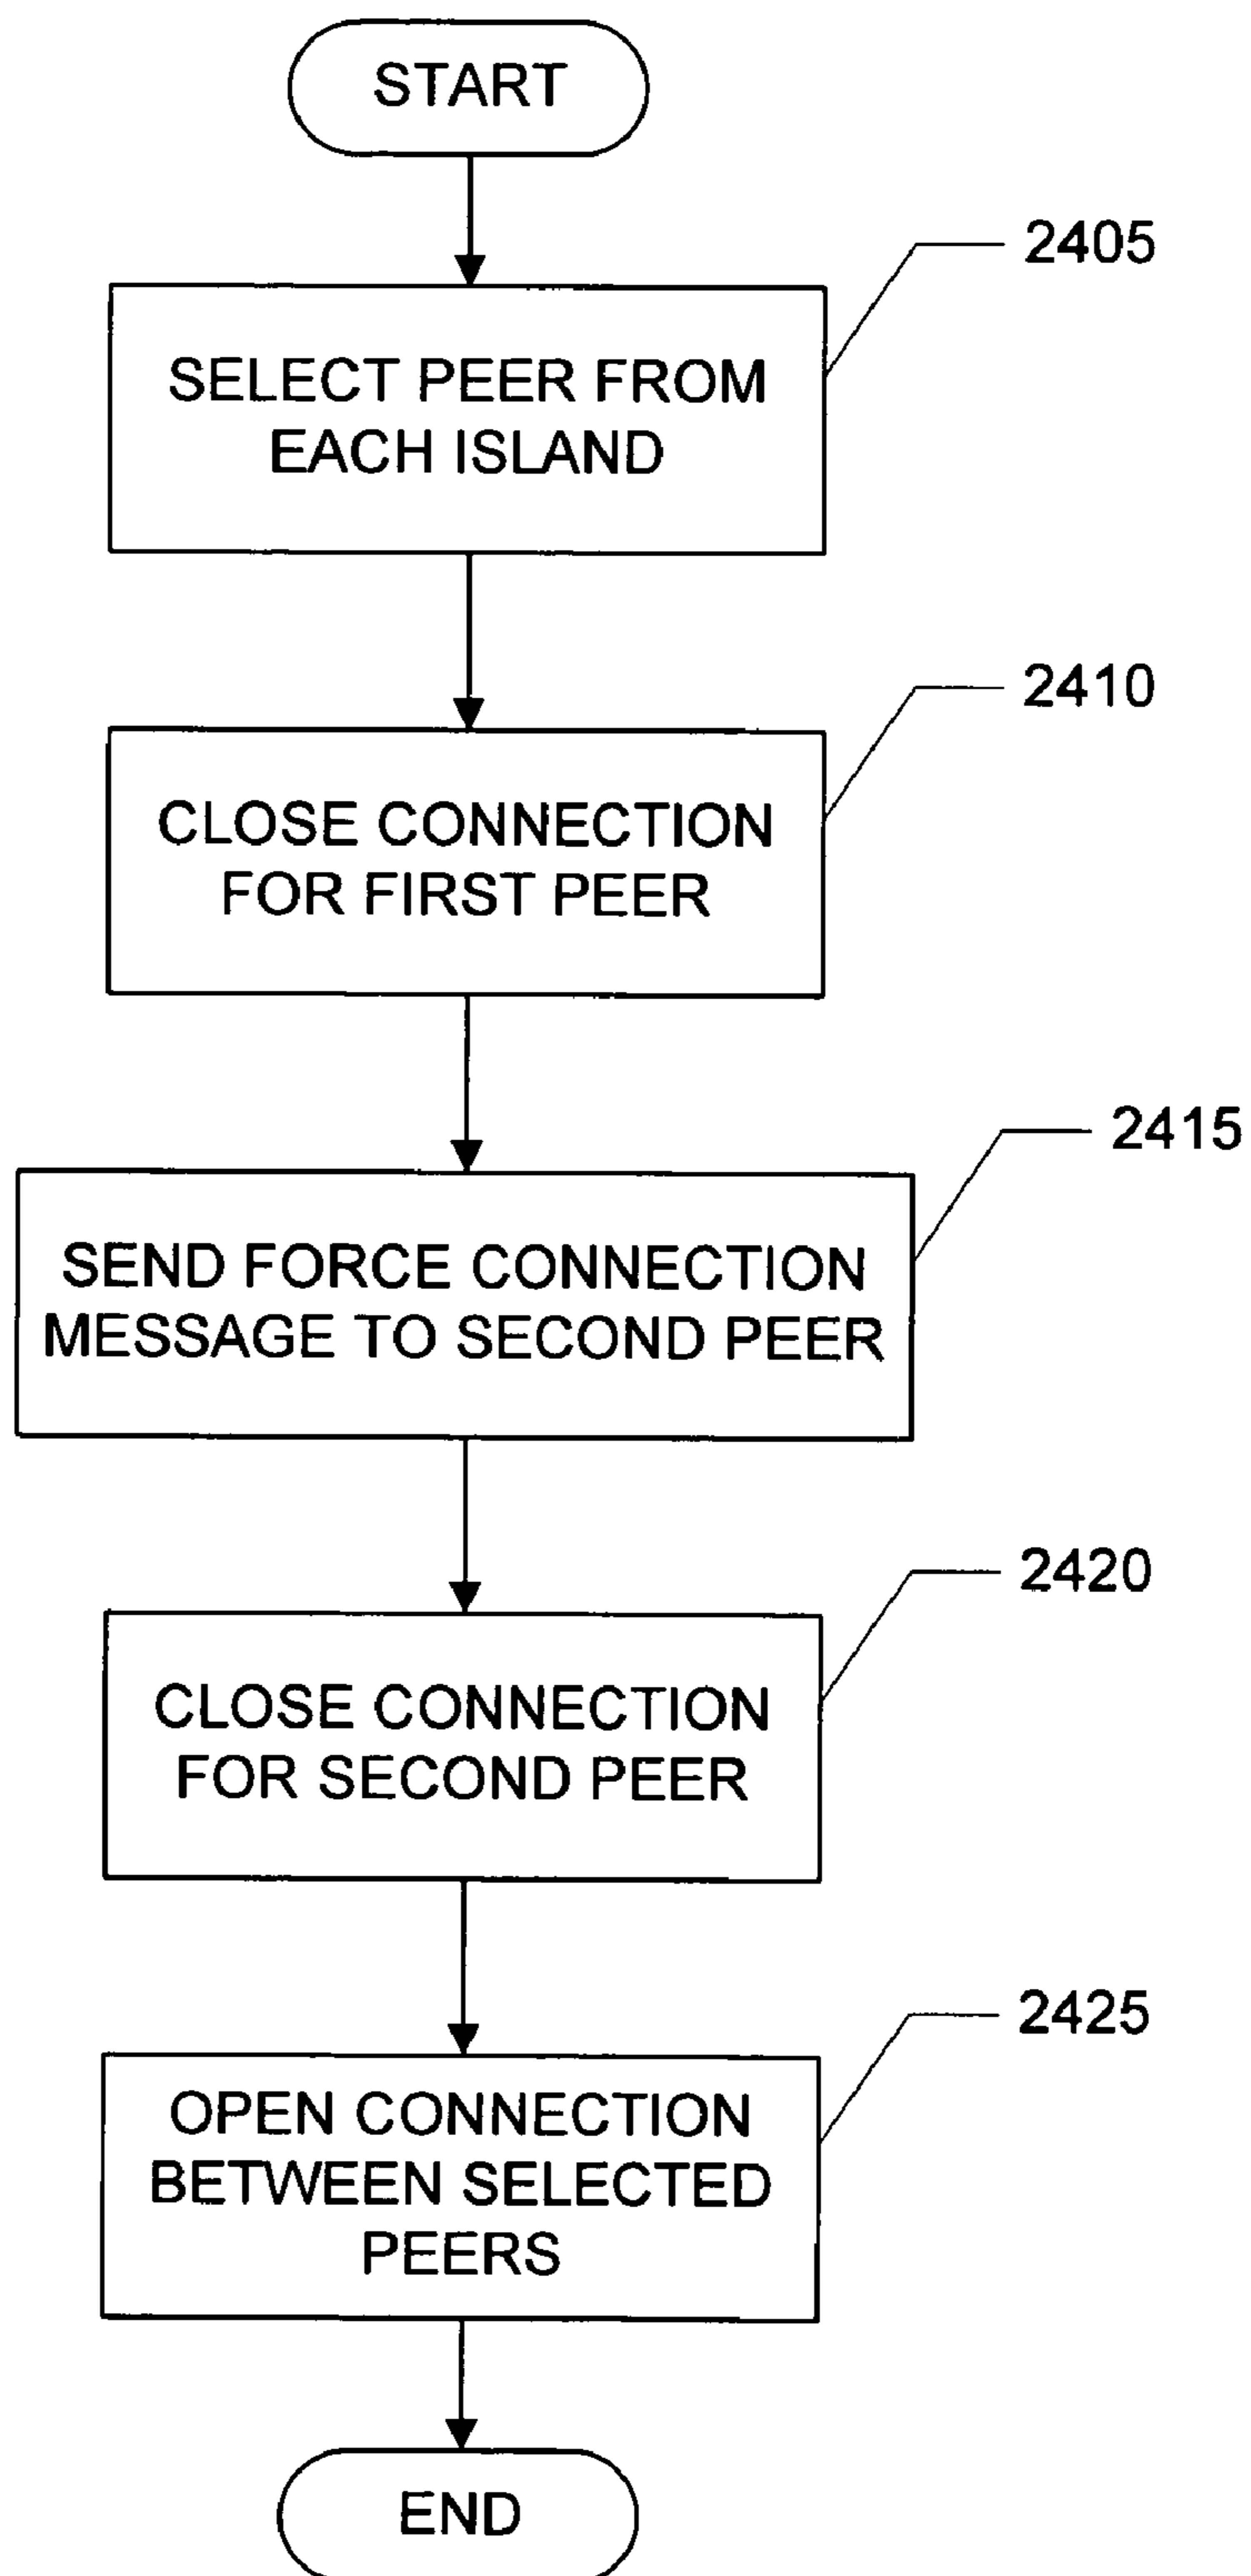 START
2405
SELECT PEER FROM
EACH ISLAND
2410
CLOSE CONNECTION
FOR FIRST PEER
2415
SEND FORCE CONNECTION
MESSAGE TO SECOND PEER
2420
CLOSE CONNECTION
FOR SECOND PEER
2425
OPEN CONNECTION
BETWEEN SELECTED
PEERS
END